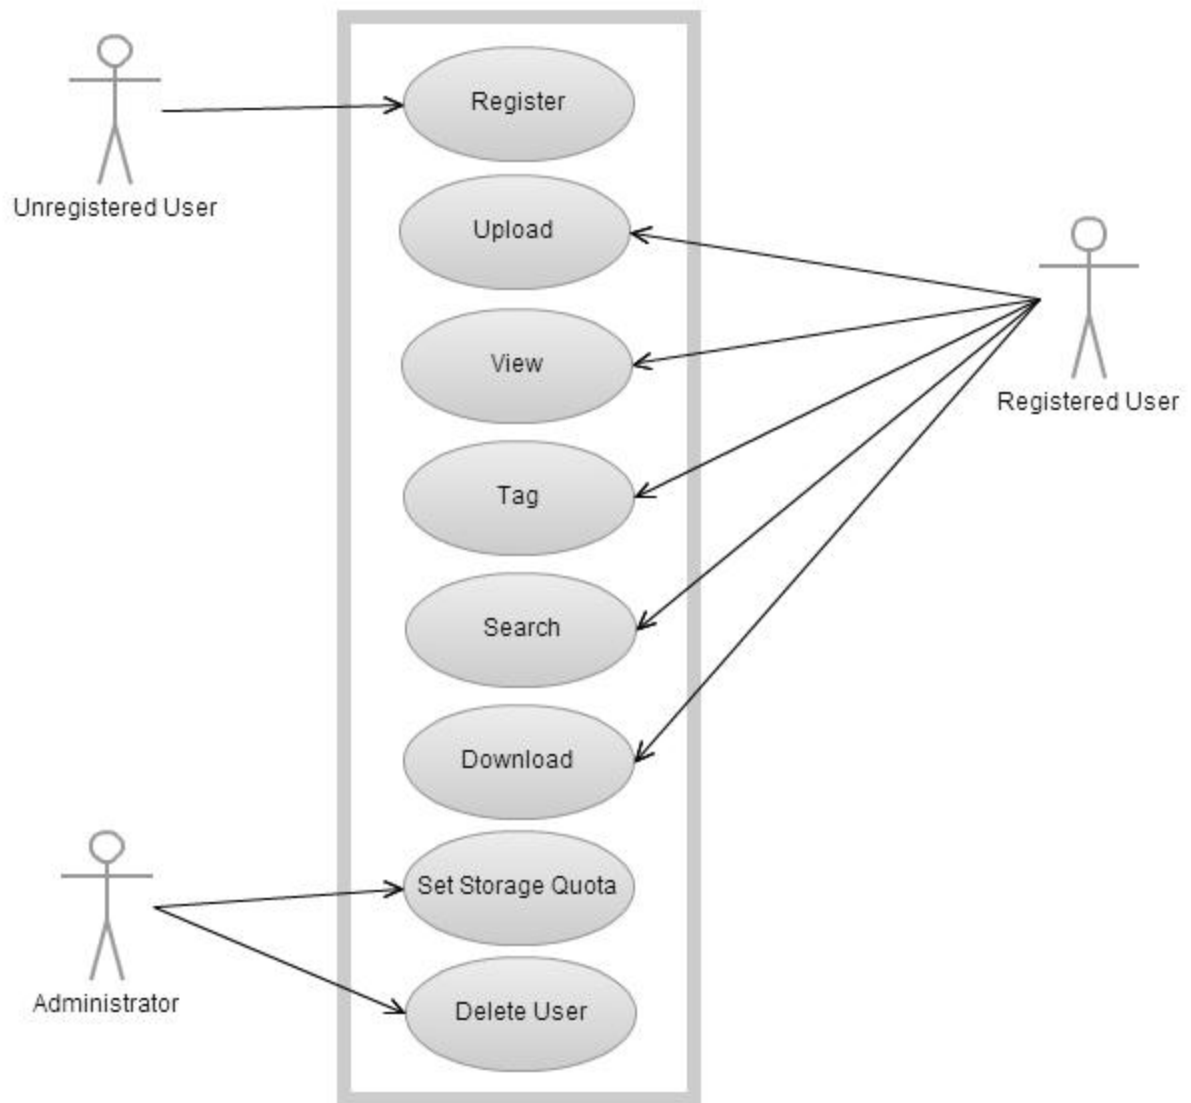 Register
Unregistered User
Upload
View
Registered User
Tag
Search
Download
Set Storage Quota
Administrator
Delete User